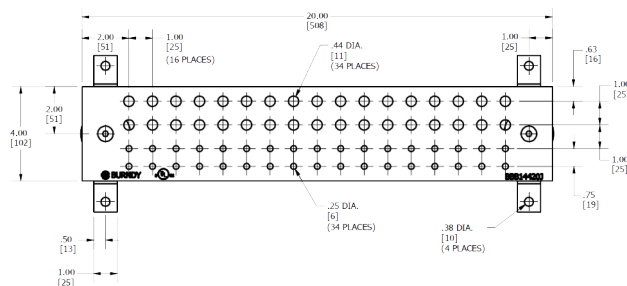 20.00
[508]
2.00
[51]
1.00
[25]
(16 PLACES)
.44 DIA.
[11]
(34 PLACES)
1.00
[25]
.63
[16]
1.00
[25]
2.00
[51]
4.00
[102]
1.00
[25]
BURNDY
UL
BBB144203
.75
[19]
.25 DIA.
[6]
(34 PLACES)
.38 DIA.
[10]
(4 PLACES)
.50
[13]
1.00
[25]